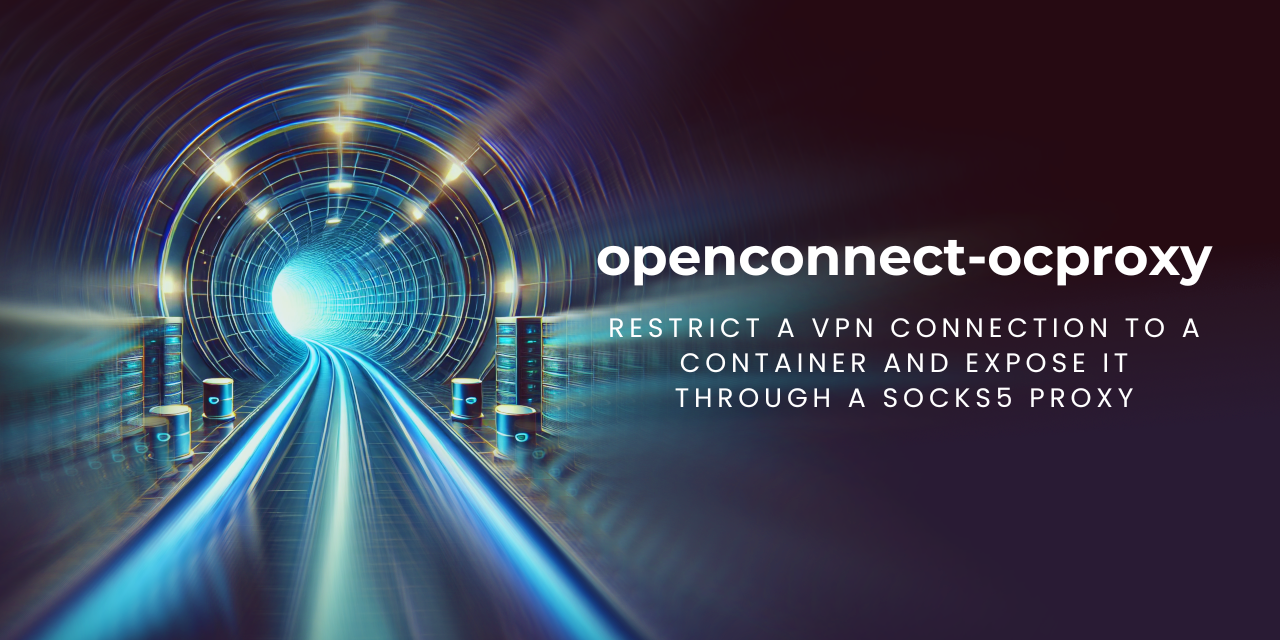 openconnect-ocproxy
RESTRICT A VPN CONNECTION TO A
CONTAINER AND EXPOSE IT
THROUGH A SOCKS5 PROXY